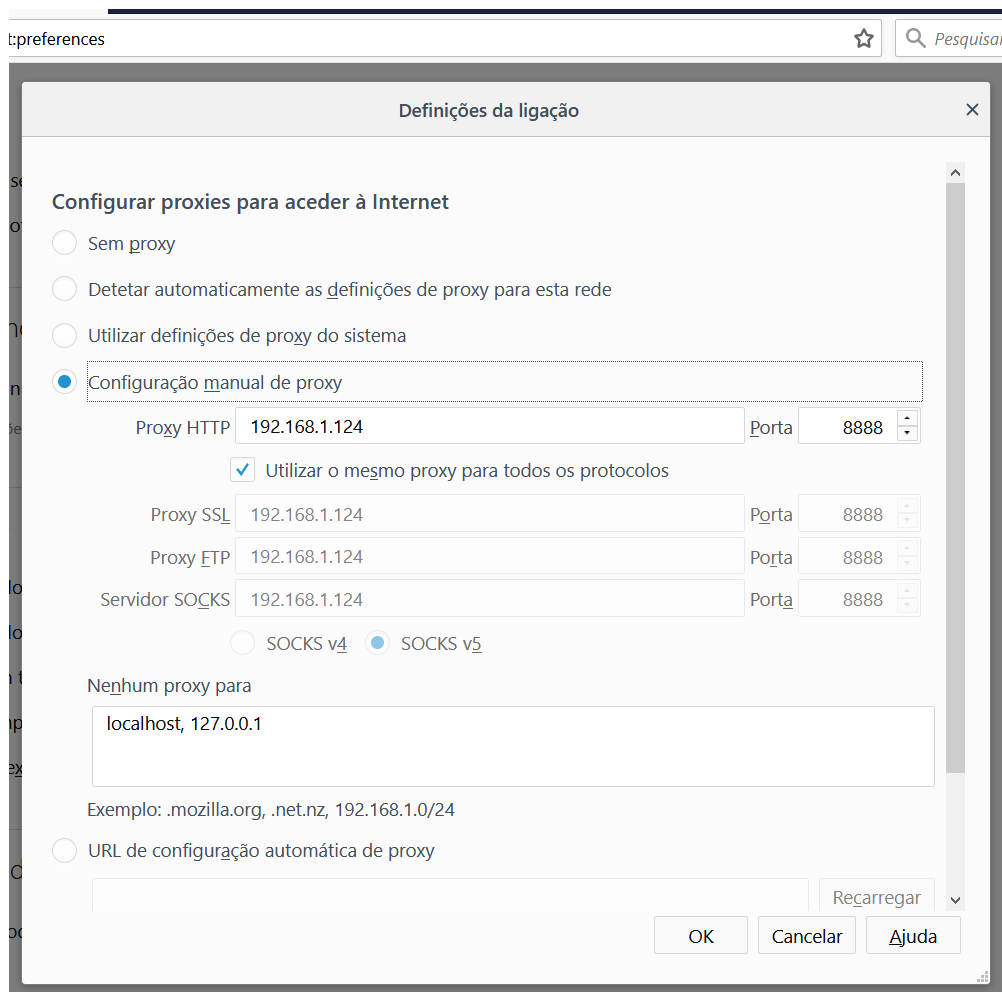 t:preferences
Pesquisar
Definições da ligação
Configurar proxies para aceder à Internet
Sem proxy
Detetar automaticamente as definições de proxy para esta rede
Utilizar definições de proxy do sistema
Configuração manual de proxy
Proxy HTTP 192.168.1.124 Porta 8888
Utilizar o mesmo proxy para todos os protocolos
Proxy SSL 192.168.1.124 Porta 8888
Proxy FTP 192.168.1.124 Porta 8888
Servidor SOCKS 192.168.1.124 Porta 8888
SOCKS v4 SOCKS v5
Nenhum proxy para
localhost, 127.0.0.1
Exemplo: .mozilla.org, .net.nz, 192.168.1.0/24
URL de configuração automática de proxy
Recarregar
OK Cancelar Ajuda